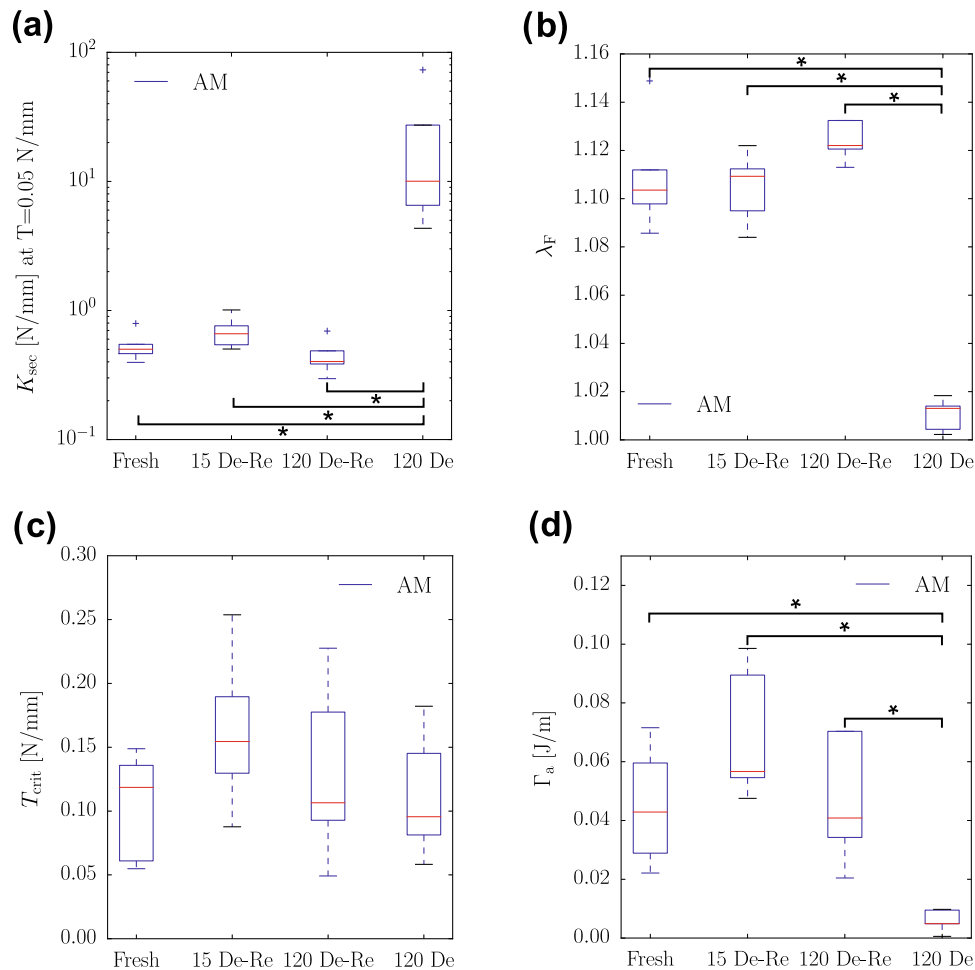 (a)
10²
10¹
10⁰
10⁻¹
K_sec [N/mm] at T=0.05 N/mm
AM
*
*
*
Fresh 15 De-Re 120 De-Re 120 De
(b)
1.16
1.14
1.12
1.10
1.08
1.06
1.04
1.02
1.00
λ_F
*
*
*
AM
Fresh 15 De-Re 120 De-Re 120 De
(c)
0.30
0.25
0.20
0.15
0.10
0.05
0.00
T_crit [N/mm]
AM
Fresh 15 De-Re 120 De-Re 120 De
(d)
0.12
0.10
0.08
0.06
0.04
0.02
0.00
Γ_a [J/m]
AM
*
*
*
Fresh 15 De-Re 120 De-Re 120 De